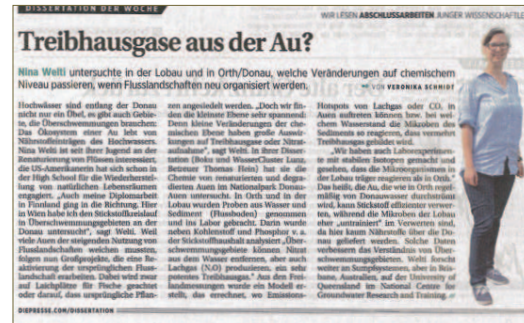 DISSERTATION DER WOCHE
WIR LESEN ABSCHLUSSARBEITEN JUNGER WISSENSCHAFTLE
Treibhausgase aus der Au?
Nina Welti untersuchte in der Lobau und in Orth/Donau, welche Veränderungen auf chemischem
Niveau passieren, wenn Flusslandschaften neu organisiert werden.
VON VERONIKA SCHMIDT
Hochwässer sind entlang der Donau
nicht nur ein Übel, es gibt auch Gebie-
te, die Überschwemmungen brauchen:
Das Ökosystem einer Au lebt von
Nährstoffeinträgen des Hochwassers.
Nina Welti ist seit ihrer Jugend an der
Renaturierung von Flüssen interessiert,
die US-Amerikanerin hat sich schon in
der High School für die Wiederherstel-
lung von natürlichen Lebensräumen
engagiert. „Auch meine Diplomarbeit
in Finnland ging in die Richtung. Hier
in Wien habe ich den Stickstoffkreislauf
in Überschwemmungsgebieten an der
Donau untersucht", sagt Welti. Weil
viele Auen der steigenden Nutzung von
Flusslandschaften weichen mussten,
folgen nun Großprojekte, die eine Re-
aktivierung der ursprünglichen Fluss-
landschaft erarbeiten. Dabei wird zwar
auf Laichplätze für Fische geachtet
oder darauf, dass ursprüngliche Pflan-
zen angesiedelt werden. „Doch wir fin-
den die kleinere Ebene sehr spannend:
Denn kleine Veränderungen der che-
mischen Ebene haben große Auswir-
kungen auf Treibhausgase oder Nitrat-
aufnahme", sagt Welti. In ihrer Disser-
tation (Boku und WasserCluster Lunz,
Betreuer Thomas Hein) hat sie die
Chemie von renaturierten und degra-
dierten Auen im Nationalpark Donau-
Auen untersucht. In Orth und in der
Lobau wurden Proben aus Wasser und
Sediment (Flussboden) genommen
und ins Labor gebracht. Darin wurde
neben Kohlenstoff und Phosphor v. a.
der Stickstoffhaushalt analysiert. „Über-
schwemmungsgebiete können Nitrat
aus dem Wasser entfernen, aber auch
Lachgas (N₂O) produzieren, ein sehr
potentes Treibhausgas." Aus den Frei-
landmessungen wurde ein Modell er-
stellt, das errechnet, wo Emissions-
Hotspots von Lachgas oder CO₂ in
Auen auftreten können bzw. bei wel-
chem Wasserstand die Mikroben des
Sediments so reagieren, dass vermehrt
Treibhausgas gebildet wird.
„Wir haben auch Laborexperimen-
te mit stabilen Isotopen gemacht und
gesehen, dass die Mikroorganismen in
der Lobau träger reagieren als in Orth."
Das heißt, die Au, die wie in Orth regel-
mäßig von Donauwasser durchströmt
wird, kann Stickstoff effizienter verwer-
ten, während die Mikroben der Lobau
eher „untrainiert" im Verwerten sind,
da hier kaum Nährstoffe über die Do-
nau geliefert werden. Solche Daten
verbessern das Verständnis von Über-
schwemmungsgebieten. Welti forscht
weiter an Sumpfsystemen, aber in Bris-
bane, Australien, auf der University of
Queensland im National Centre for
Groundwater Research and Training.
DIEPRESSE.COM/DISSERTATION